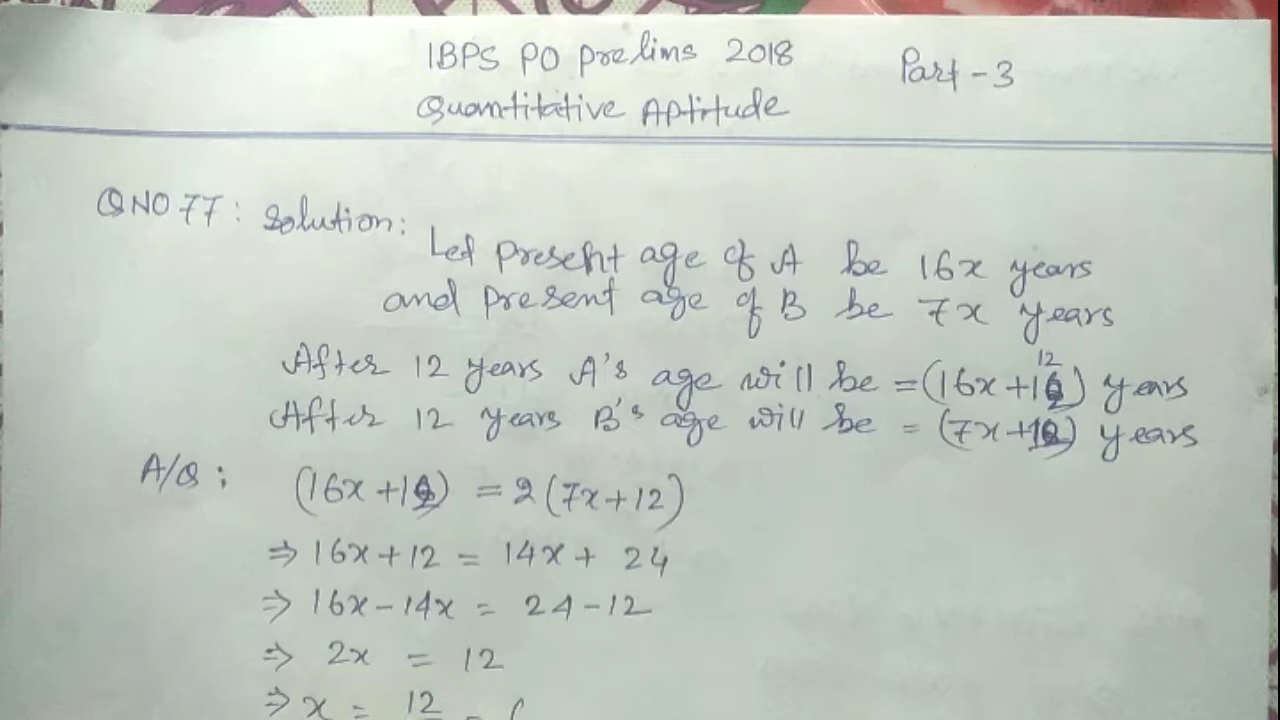 IBPS PO Prelims 2018
Part-3
Quantitative Aptitude
QNO 77: Solution:
Let present age of A be 16x years
and present age of B be 7x years
12
After 12 years A's age will be = (16x + 12) years
After 12 years B's age will be = (7x + 12) years
A/Q: (16x + 12) = 2(7x + 12)
⇒ 16x + 12 = 14x + 24
⇒ 16x - 14x = 24 - 12
⇒ 2x = 12
⇒ x = 12